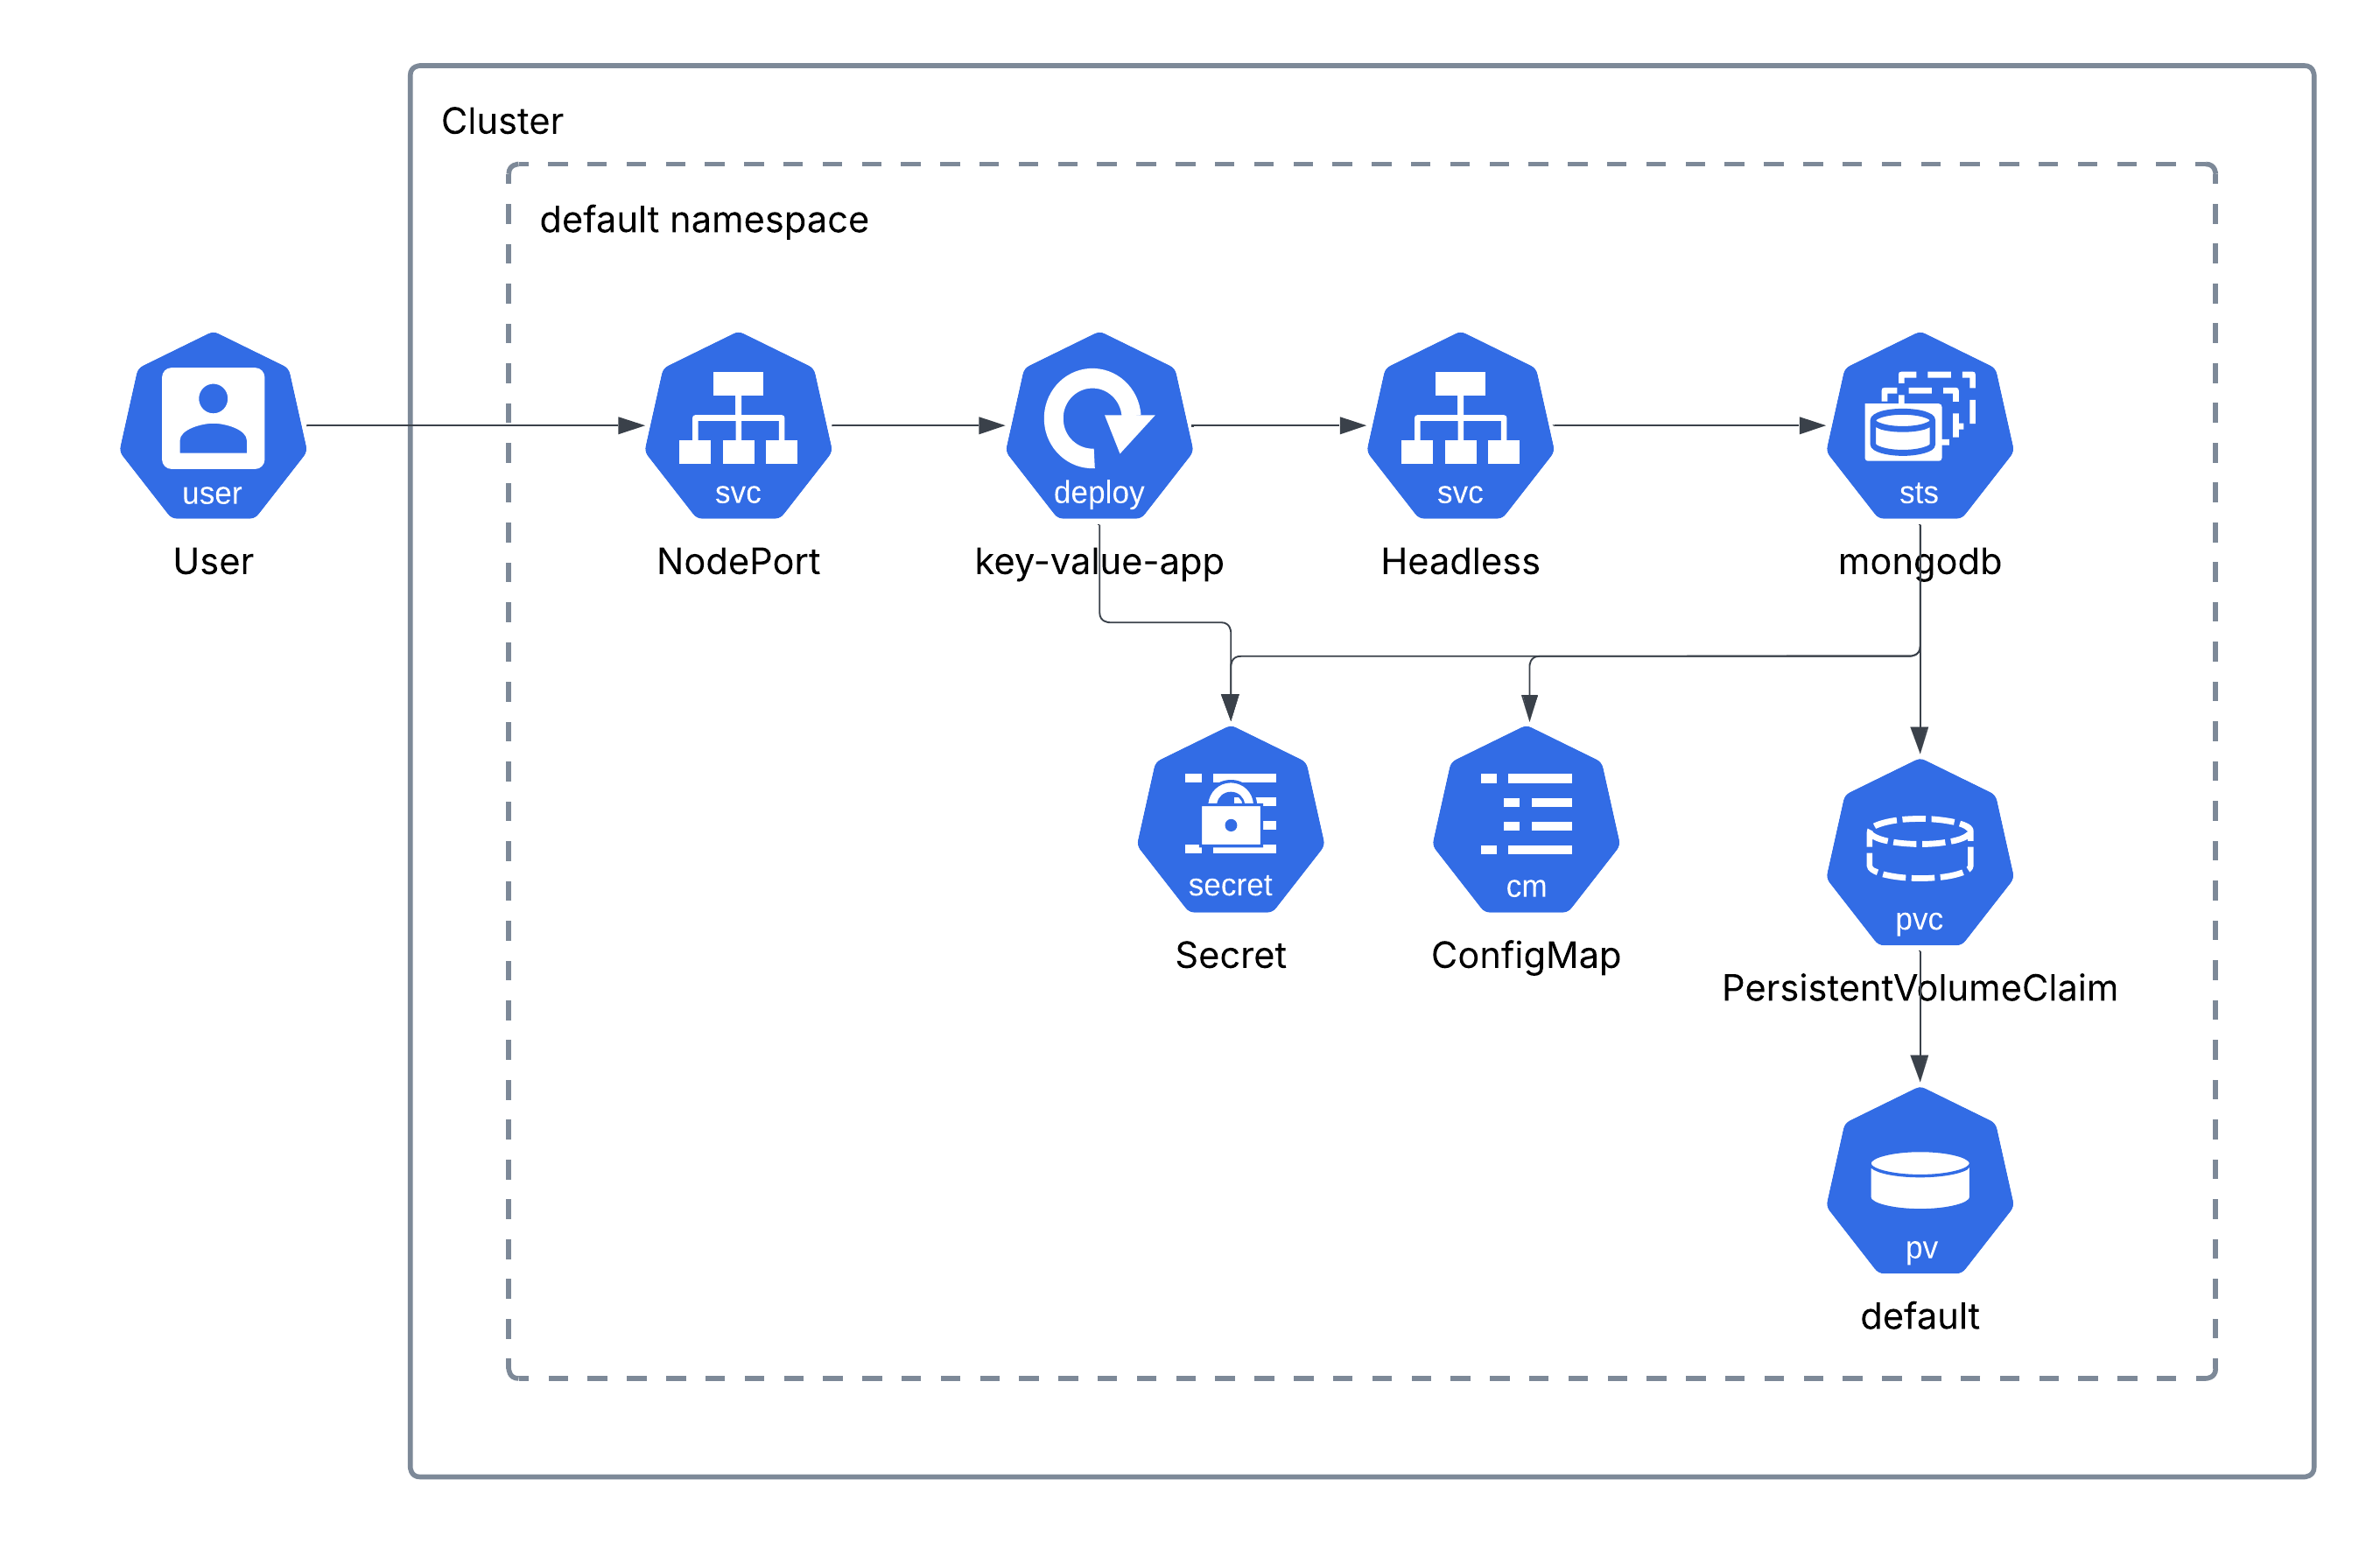 Cluster
default namespace
user
User
svc
NodePort
deploy
key-value-app
svc
Headless
sts
mongodb
secret
Secret
cm
ConfigMap
pvc
PersistentVolumeClaim
pv
default